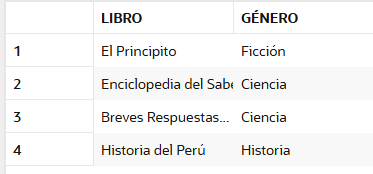 LIBRO GÉNERO
1 El Principito Ficción
2 Enciclopedia del Sabe Ciencia
3 Breves Respuestas... Ciencia
4 Historia del Perú Historia